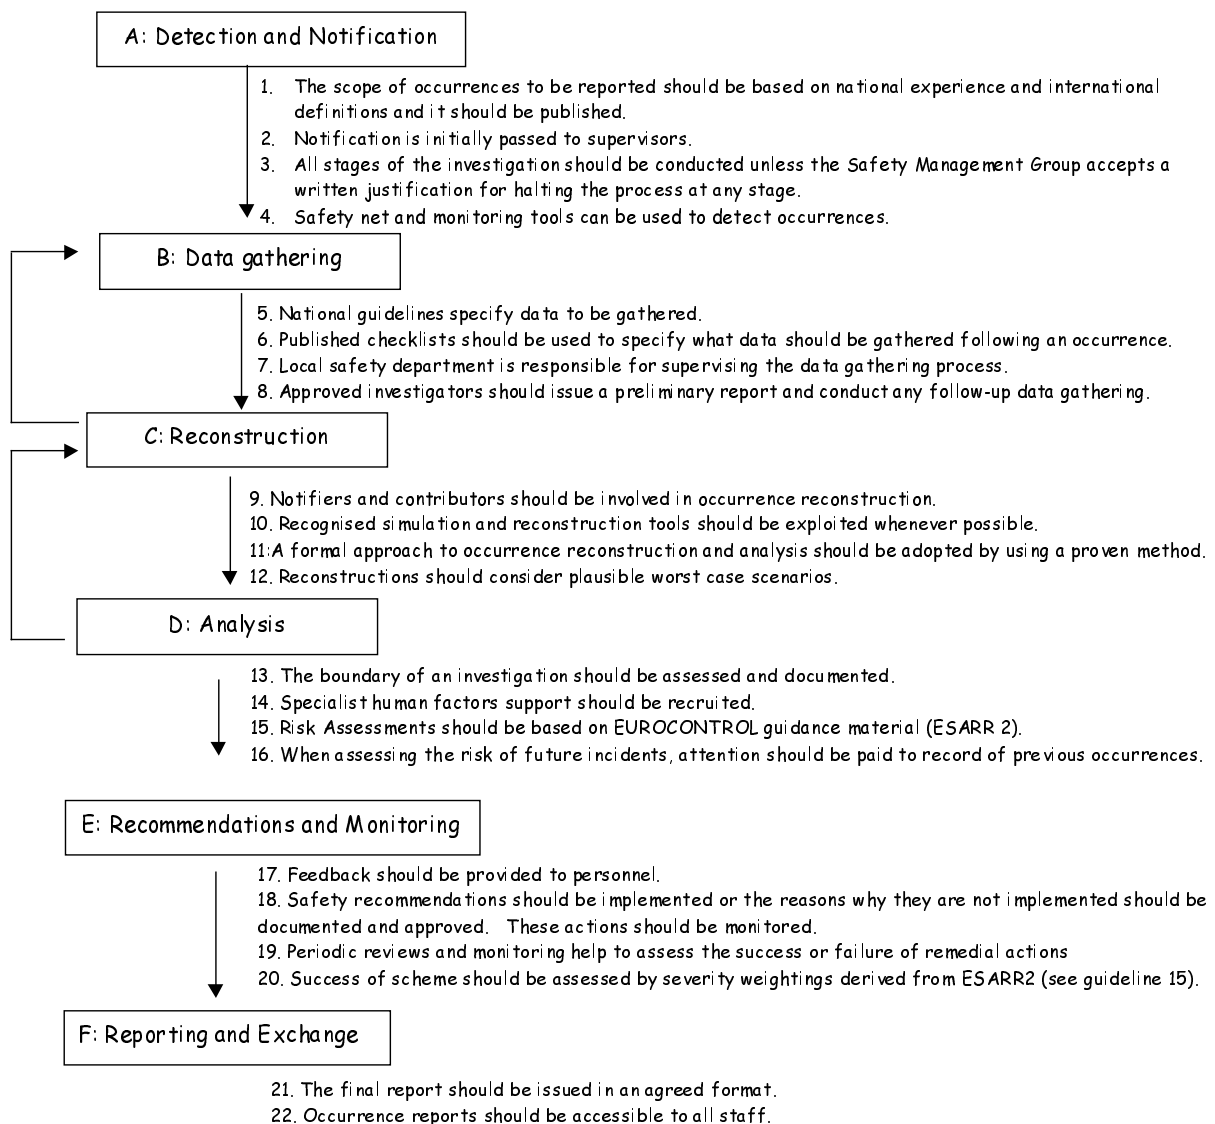 A: Detection and Notification
1. The scope of occurrences to be reported should be based on national experience and international
definitions and it should be published.
2. Notification is initially passed to supervisors.
3. All stages of the investigation should be conducted unless the Safety Management Group accepts a
written justification for halting the process at any stage.
4. Safety net and monitoring tools can be used to detect occurrences.
B: Data gathering
5. National guidelines specify data to be gathered.
6. Published checklists should be used to specify what data should be gathered following an occurrence.
7. Local safety department is responsible for supervising the data gathering process.
8. Approved investigators should issue a preliminary report and conduct any follow-up data gathering.
C: Reconstruction
9. Notifiers and contributors should be involved in occurrence reconstruction.
10. Recognised simulation and reconstruction tools should be exploited whenever possible.
11:A formal approach to occurrence reconstruction and analysis should be adopted by using a proven method.
12. Reconstructions should consider plausible worst case scenarios.
D: Analysis
13. The boundary of an investigation should be assessed and documented.
14. Specialist human factors support should be recruited.
15. Risk Assessments should be based on EUROCONTROL guidance material (ESARR 2).
16. When assessing the risk of future incidents, attention should be paid to record of previous occurrences.
E: Recommendations and Monitoring
17. Feedback should be provided to personnel.
18. Safety recommendations should be implemented or the reasons why they are not implemented should be
documented and approved. These actions should be monitored.
19. Periodic reviews and monitoring help to assess the success or failure of remedial actions
20. Success of scheme should be assessed by severity weightings derived from ESARR2 (see guideline 15).
F: Reporting and Exchange
21. The final report should be issued in an agreed format.
22. Occurrence reports should be accessible to all staff.